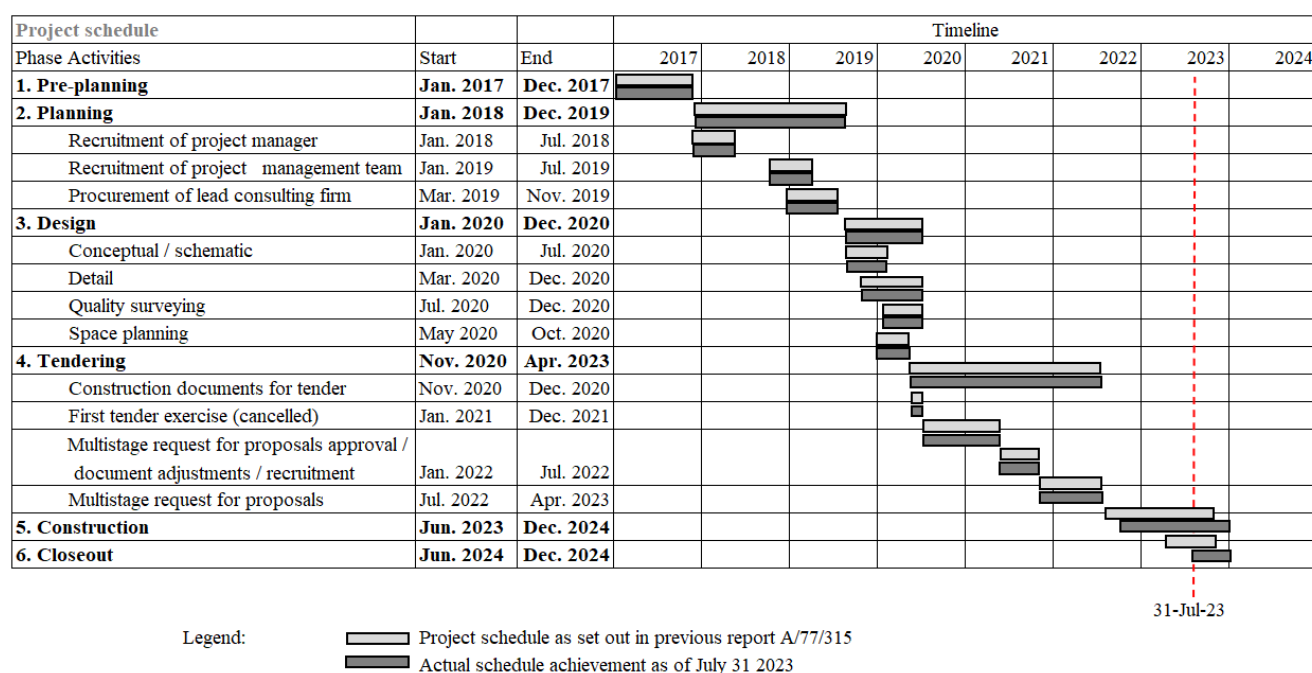 Project schedule Timeline
Phase Activities Start End 2017 2018 2019 2020 2021 2022 2023 2024
1. Pre-planning Jan. 2017 Dec. 2017
2. Planning Jan. 2018 Dec. 2019
Recruitment of project manager Jan. 2018 Jul. 2018
Recruitment of project management team Jan. 2019 Jul. 2019
Procurement of lead consulting firm Mar. 2019 Nov. 2019
3. Design Jan. 2020 Dec. 2020
Conceptual / schematic Jan. 2020 Jul. 2020
Detail Mar. 2020 Dec. 2020
Quality surveying Jul. 2020 Dec. 2020
Space planning May 2020 Oct. 2020
4. Tendering Nov. 2020 Apr. 2023
Construction documents for tender Nov. 2020 Dec. 2020
First tender exercise (cancelled) Jan. 2021 Dec. 2021
Multistage request for proposals approval /
document adjustments / recruitment Jan. 2022 Jul. 2022
Multistage request for proposals Jul. 2022 Apr. 2023
5. Construction Jun. 2023 Dec. 2024
6. Closeout Jun. 2024 Dec. 2024
31-Jul-23
Legend: Project schedule as set out in previous report A/77/315
Actual schedule achievement as of July 31 2023